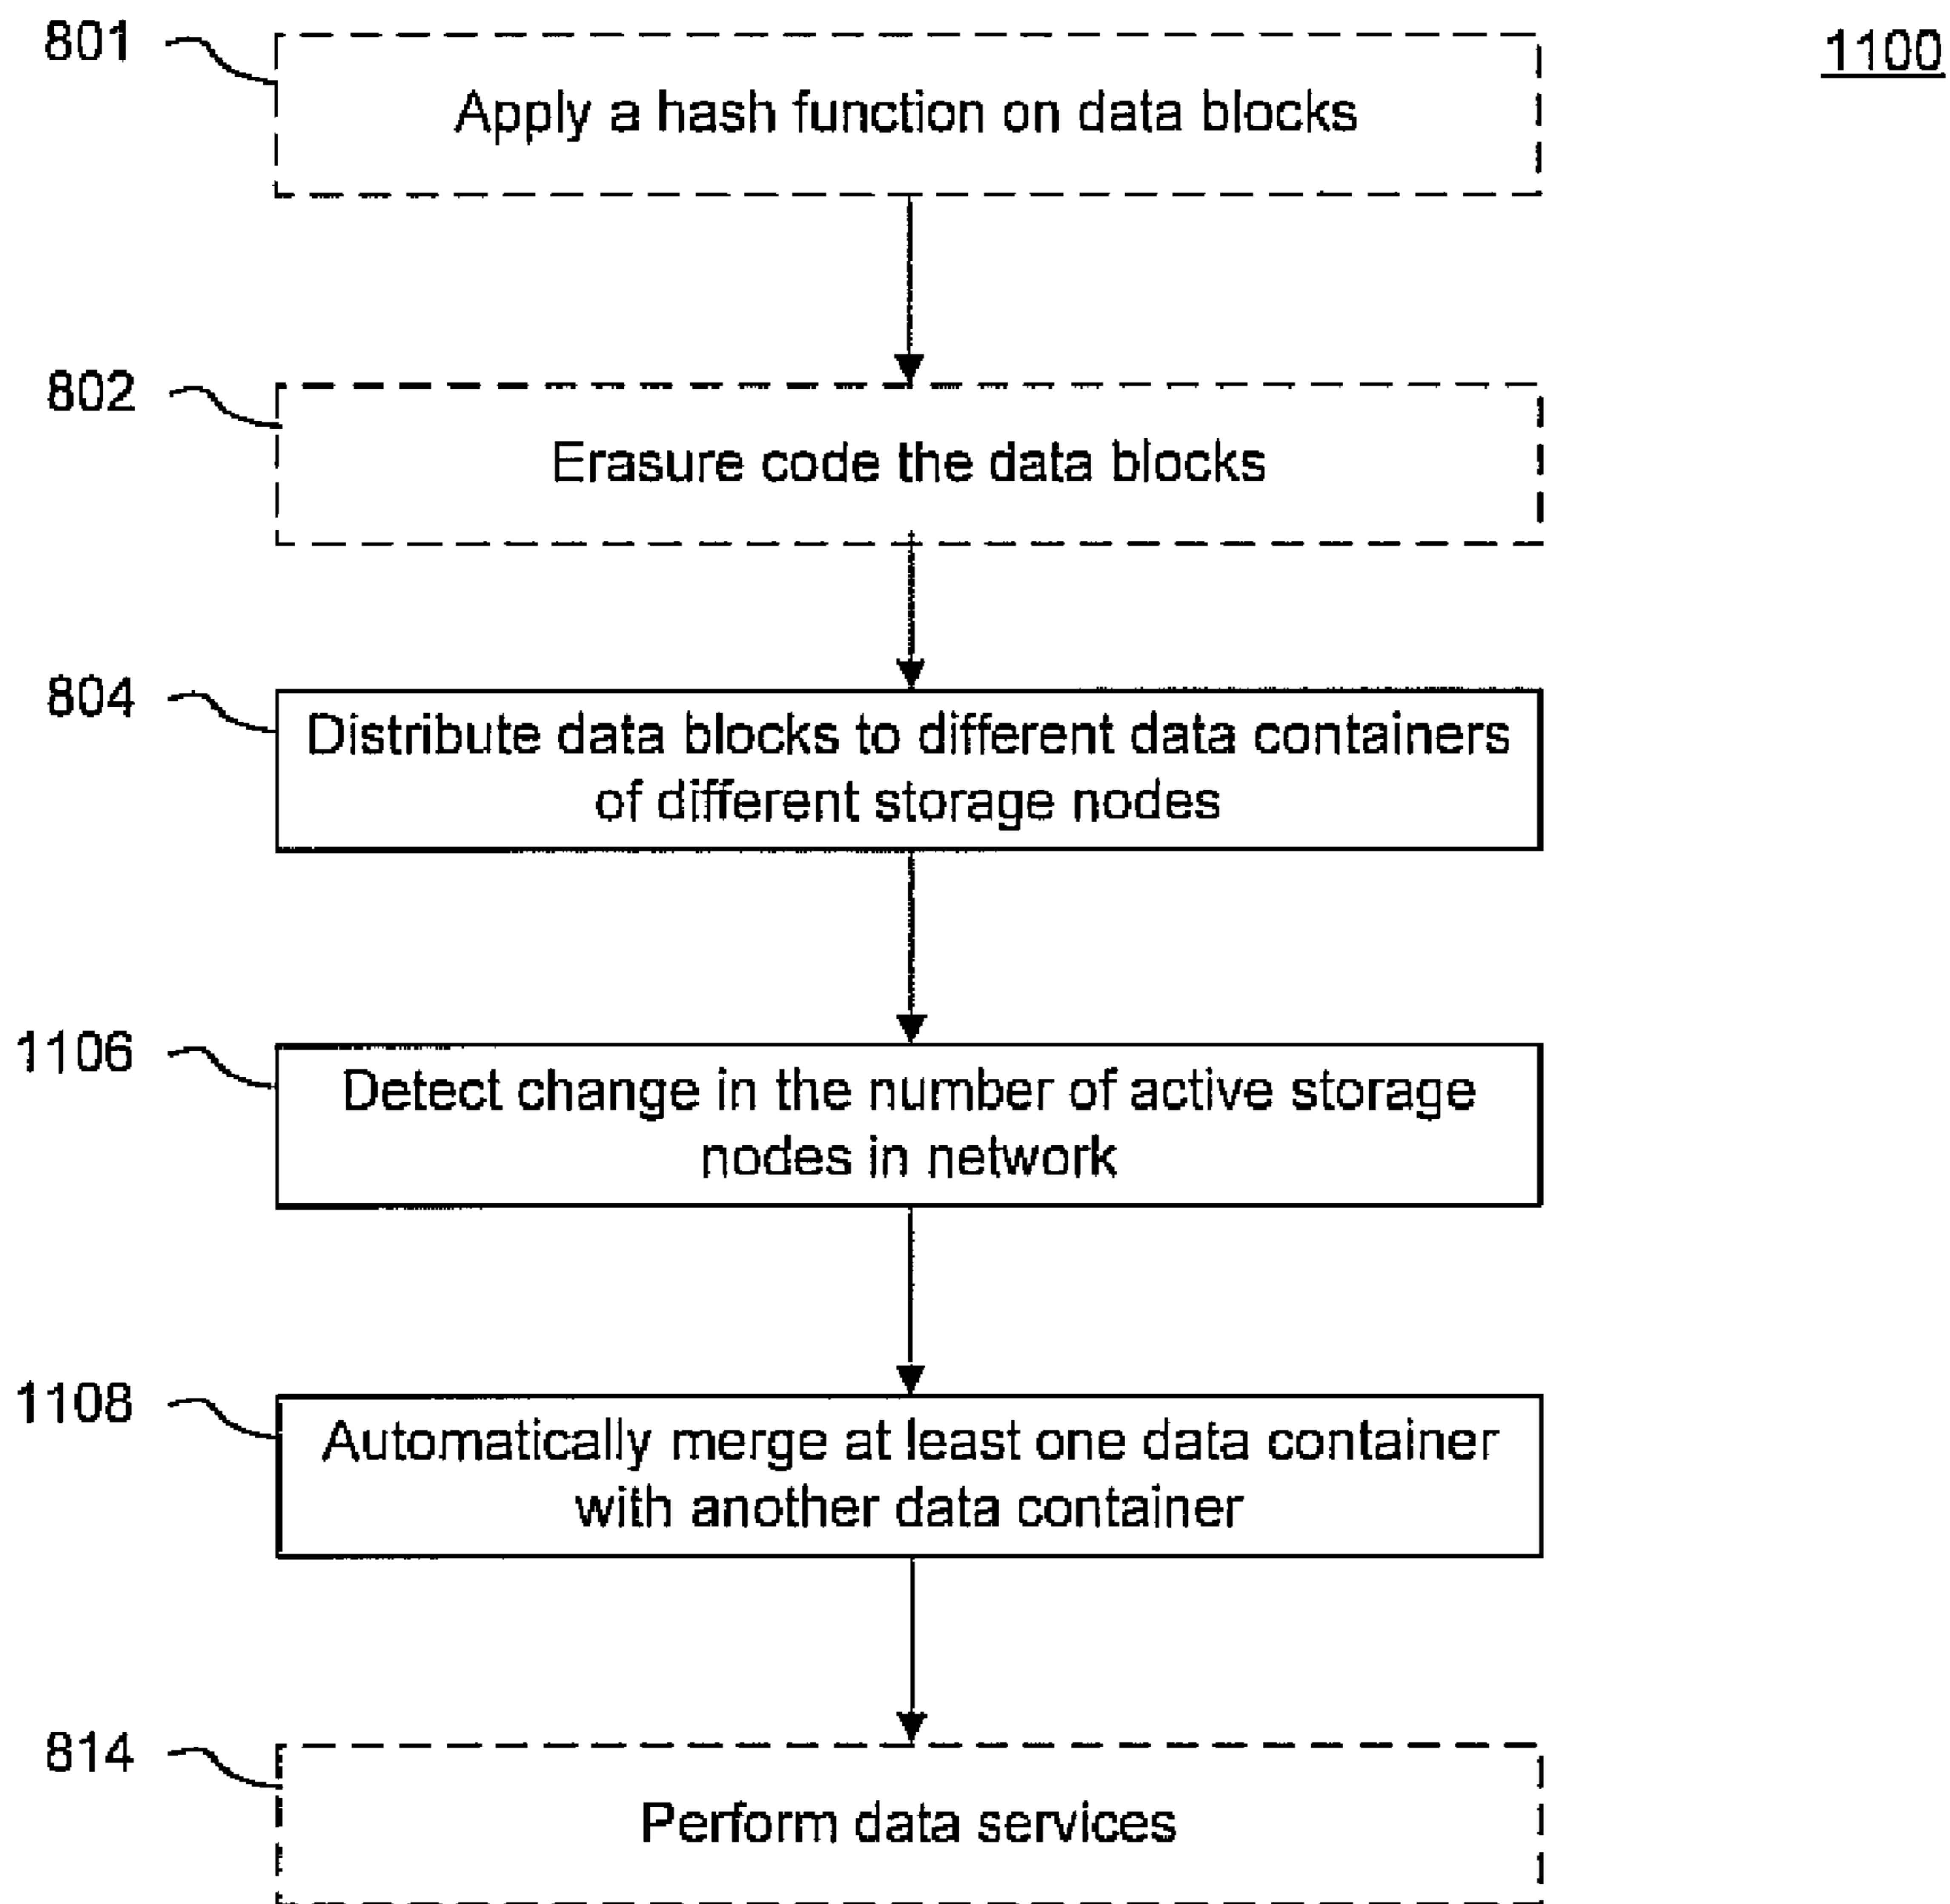 801
1100
Apply a hash function on data blocks
802
Erasure code the data blocks
804
Distribute data blocks to different data containers
of different storage nodes
1106
Detect change in the number of active storage
nodes in network
1108
Automatically merge at least one data container
with another data container
814
Perform data services